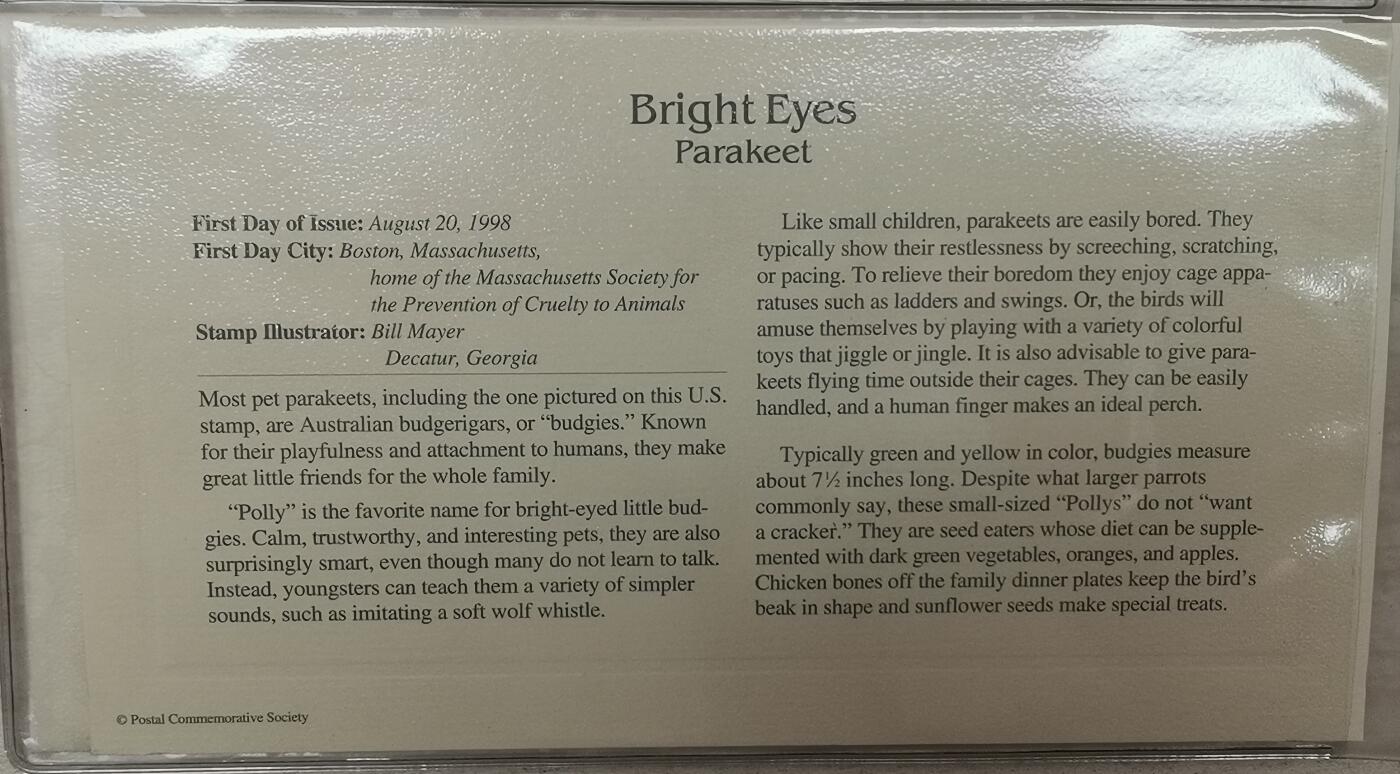 Bright Eyes
Parakeet
First Day of Issue: August 20, 1998
First Day City: Boston, Massachusetts,
home of the Massachusetts Society for
the Prevention of Cruelty to Animals
Stamp Illustrator: Bill Mayer
Decatur, Georgia
Most pet parakeets, including the one pictured on this U.S.
stamp, are Australian budgerigars, or “budgies.” Known
for their playfulness and attachment to humans, they make
great little friends for the whole family.
“Polly” is the favorite name for bright-eyed little bud-
gies. Calm, trustworthy, and interesting pets, they are also
surprisingly smart, even though many do not learn to talk.
Instead, youngsters can teach them a variety of simpler
sounds, such as imitating a soft wolf whistle.
Like small children, parakeets are easily bored. They
typically show their restlessness by screeching, scratching,
or pacing. To relieve their boredom they enjoy cage appa-
ratuses such as ladders and swings. Or, the birds will
amuse themselves by playing with a variety of colorful
toys that jiggle or jingle. It is also advisable to give para-
keets flying time outside their cages. They can be easily
handled, and a human finger makes an ideal perch.
Typically green and yellow in color, budgies measure
about 7½ inches long. Despite what larger parrots
commonly say, these small-sized “Pollys” do not “want
a cracker.” They are seed eaters whose diet can be supple-
mented with dark green vegetables, oranges, and apples.
Chicken bones off the family dinner plates keep the bird’s
beak in shape and sunflower seeds make special treats.
© Postal Commemorative Society